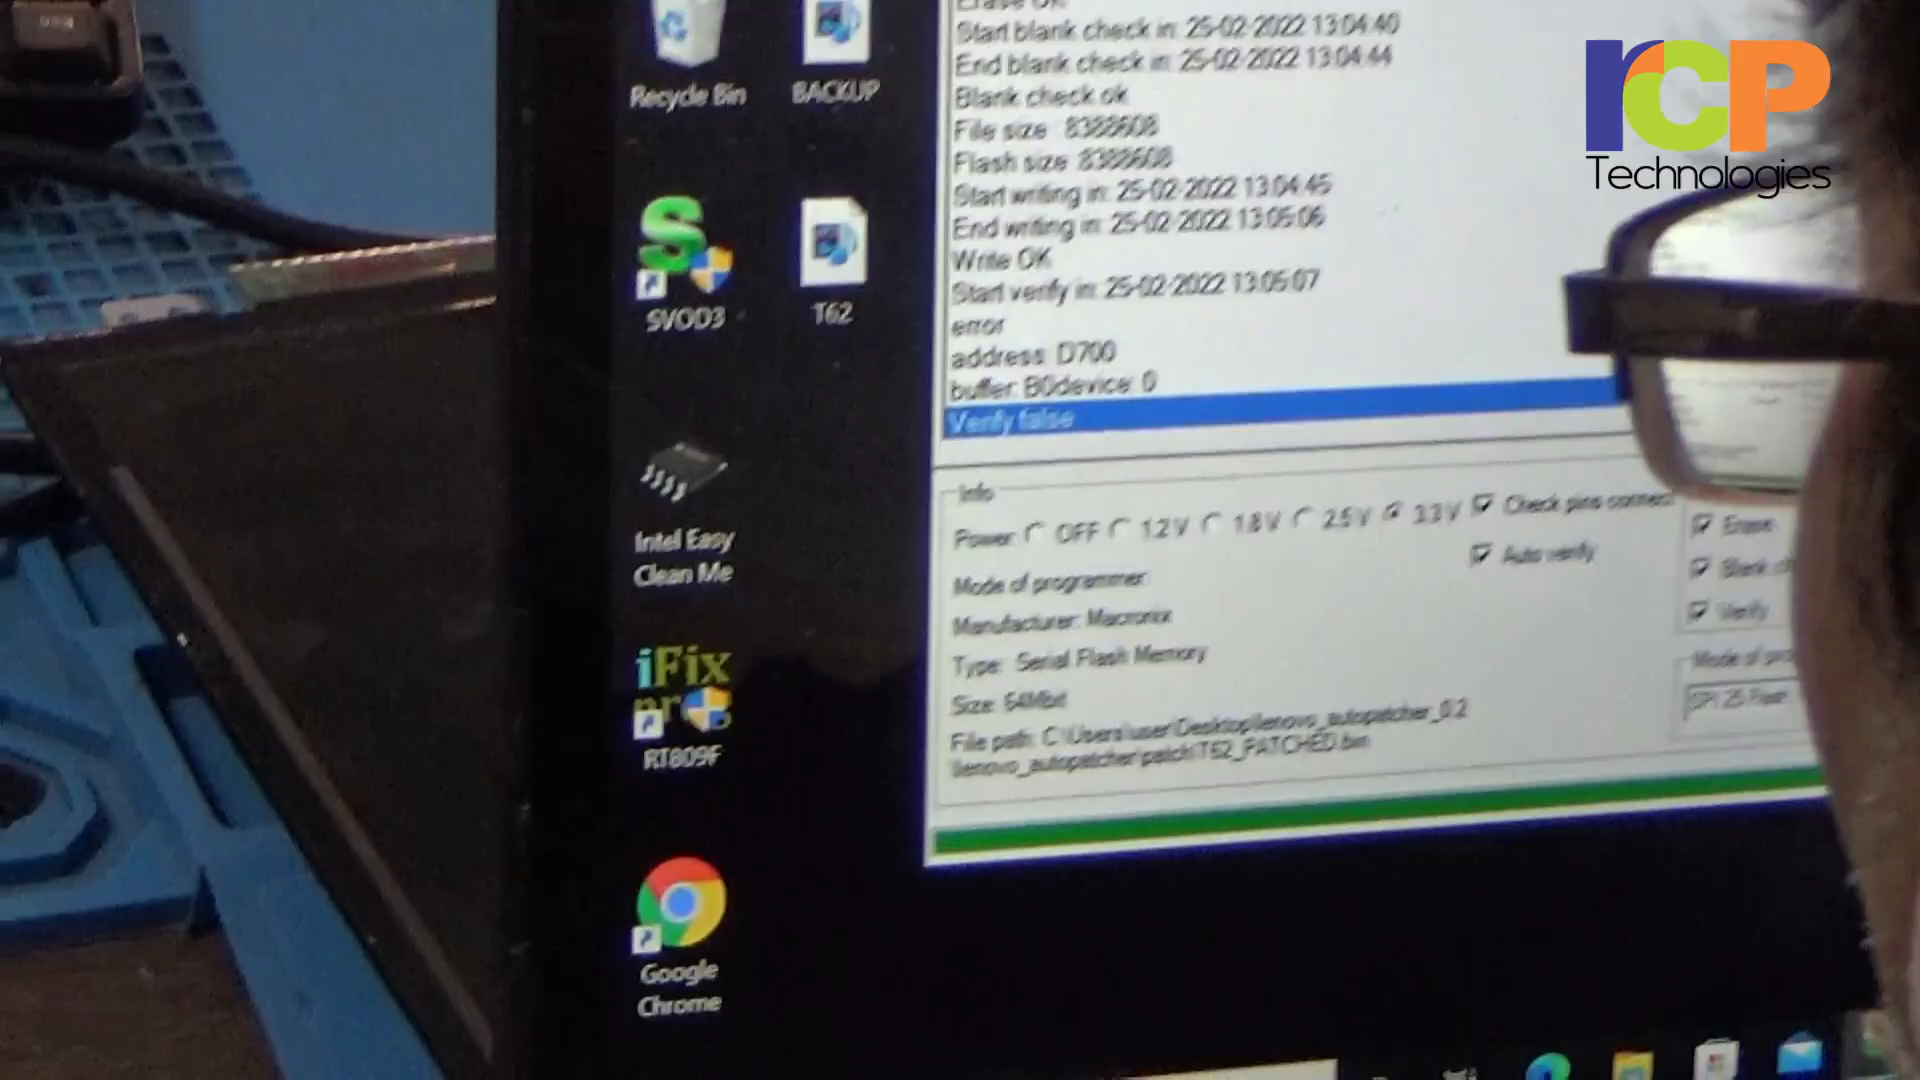 rcp
Technologies
Recycle Bin
BACKUP
SVOD3
T62
Intel Easy
Clean Me
iFix
RT809F
Google
Chrome
Erase OK
Start blank check in: 25-02-2022 13:04:40
End blank check in: 25-02-2022 13:04:44
Blank check ok
File size : 8388608
Flash size :8388608
Start writing in: 25-02-2022 13:04:45
End writing in: 25-02-2022 13:05:06
Write OK
Start verify in: 25-02-2022 13:05:07
error
address: D700
buffer: B0device: 0
Verify false
Info
Power: OFF 1.2 V 1.8 V 2.5 V 3.3 V
Check pins connect
Auto verify
Erase
Blank
Verify
Mode of programmer:
Manufacturer: Macronix
Type: Serial Flash Memory
Size: 64Mbit
File path: C:\Users\user\Desktop\lenovo_autopatcher_0.2
\lenovo_autopatcher\patch\T62_PATCHED.bin
Mode of